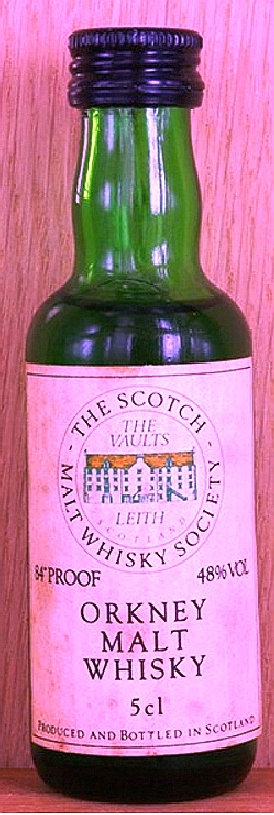 THE SCOTCH
MALT WHISKY SOCIETY
THE
VAULTS
LEITH
SCOTLAND
84° PROOF
48% VOL
ORKNEY
MALT
WHISKY
5cl
PRODUCED AND BOTTLED IN SCOTLAND